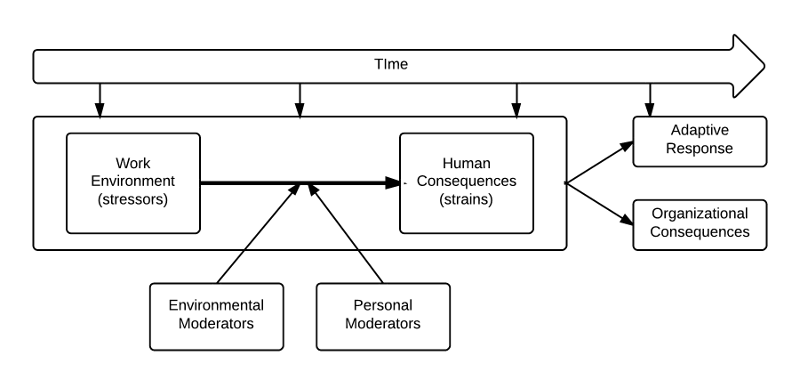 TIme
Work
Environment
(stressors)
Human
Consequences
(strains)
Adaptive
Response
Organizational
Consequences
Environmental
Moderators
Personal
Moderators